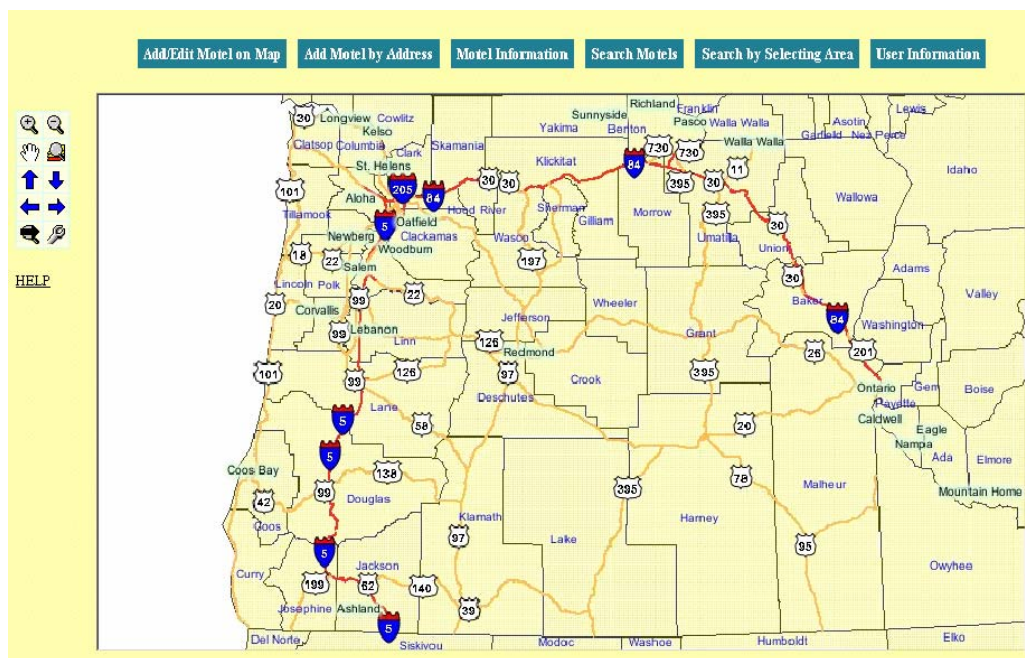 Add/Edit Motel on Map
Add Motel by Address
Motel Information
Search Motels
Search by Selecting Area
User Information
HELP
Richland
Franklin
Lewis
30
Longview
Cowlitz
Sunnyside
Pasco
Walla Walla
Asotin
Kelso
Yakima
Benton
Garfield
Nez Perce
Clatsop
Columbia
Skamania
730
730
Walla Walla
Clark
Klickitat
84
11
Idaho
St. Helens
205
84
30
30
395
30
101
Aloha
Wallowa
Tillamook
Hood River
Sherman
Gilliam
Morrow
395
30
5
Oatfield
Newberg
Clackamas
Wasco
Umatilla
Union
Woodburn
18
22
197
Salem
30
Adams
Lincoln
Polk
22
Valley
20
99
Wheeler
Baker
Corvallis
Jefferson
84
Washington
99
Lebanon
Linn
126
Grant
Redmond
26
201
101
99
126
97
Crook
395
Ontario
Gem
Boise
Deschutes
Payette
5
Lane
58
20
Caldwell
Eagle
Nampa
5
Ada
Elmore
Coos Bay
138
78
99
395
Malheur
Mountain Home
42
Douglas
Klamath
Harney
Coos
97
Lake
95
5
Jackson
Owyhee
Curry
199
62
140
Josephine
Ashland
39
5
Del Norte
Siskiyou
Modoc
Washoe
Humboldt
Elko